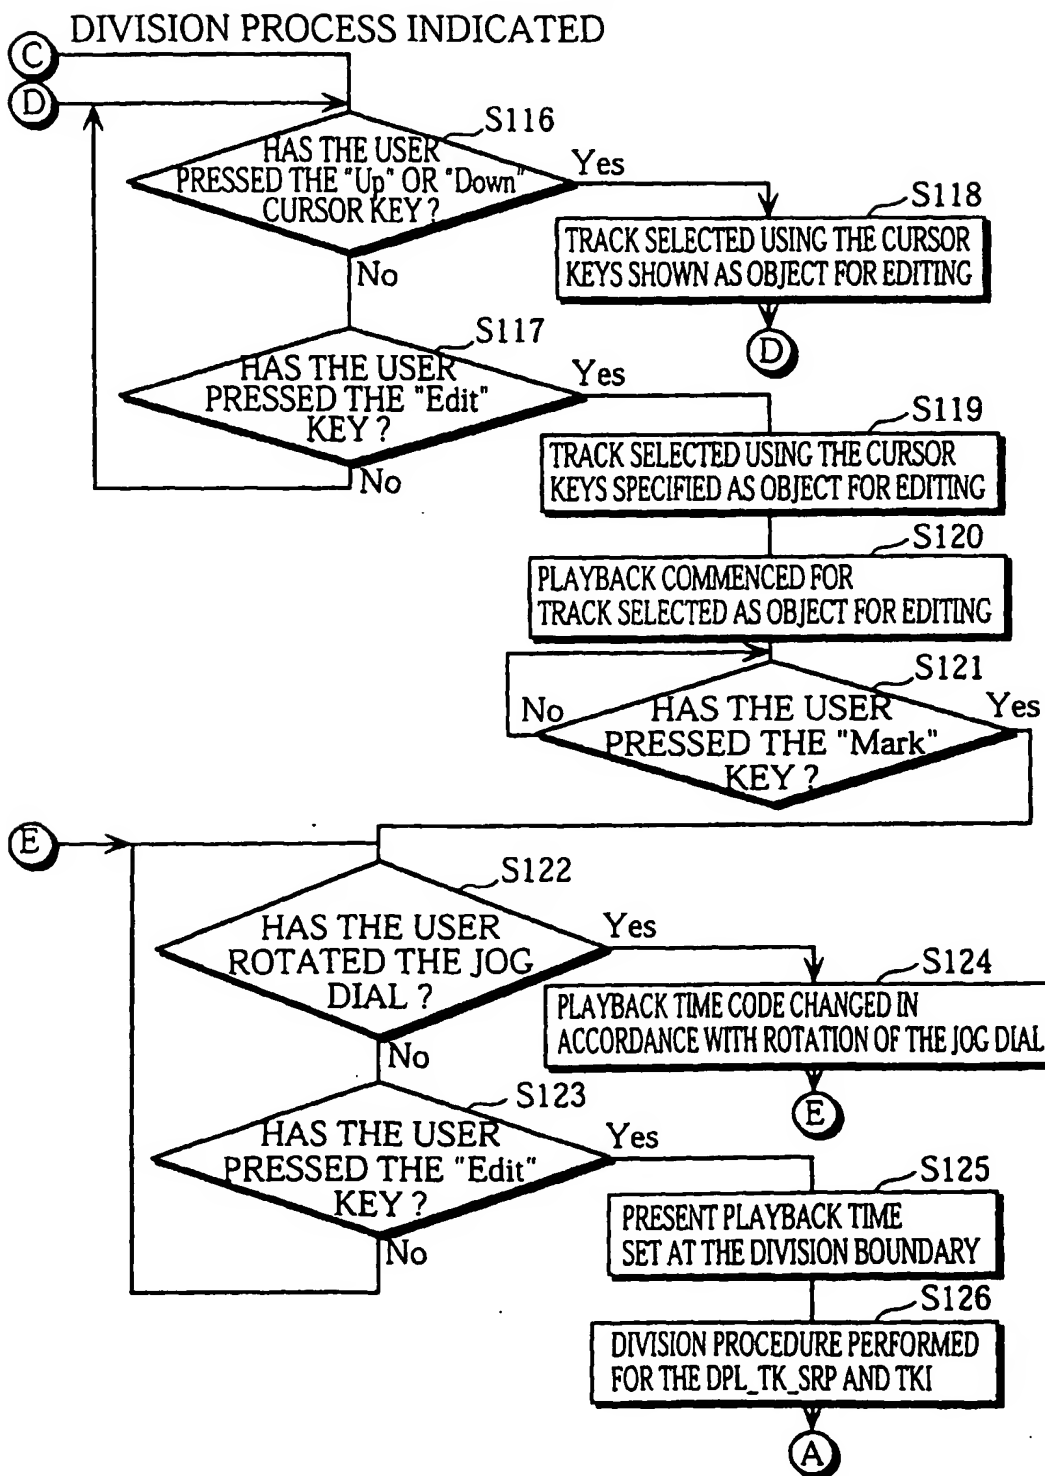 DIVISION PROCESS INDICATED
C
D
S116
HAS THE USER
PRESSED THE "Up" OR "Down"
CURSOR KEY ?
Yes
No
S118
TRACK SELECTED USING THE CURSOR
KEYS SHOWN AS OBJECT FOR EDITING
D
S117
HAS THE USER
PRESSED THE "Edit"
KEY ?
Yes
No
S119
TRACK SELECTED USING THE CURSOR
KEYS SPECIFIED AS OBJECT FOR EDITING
S120
PLAYBACK COMMENCED FOR
TRACK SELECTED AS OBJECT FOR EDITING
S121
No
HAS THE USER
PRESSED THE "Mark"
KEY ?
Yes
E
S122
HAS THE USER
ROTATED THE JOG
DIAL ?
Yes
No
S124
PLAYBACK TIME CODE CHANGED IN
ACCORDANCE WITH ROTATION OF THE JOG DIAL
E
S123
HAS THE USER
PRESSED THE "Edit"
KEY ?
Yes
No
S125
PRESENT PLAYBACK TIME
SET AT THE DIVISION BOUNDARY
S126
DIVISION PROCEDURE PERFORMED
FOR THE DPL_TK_SRP AND TKI
A